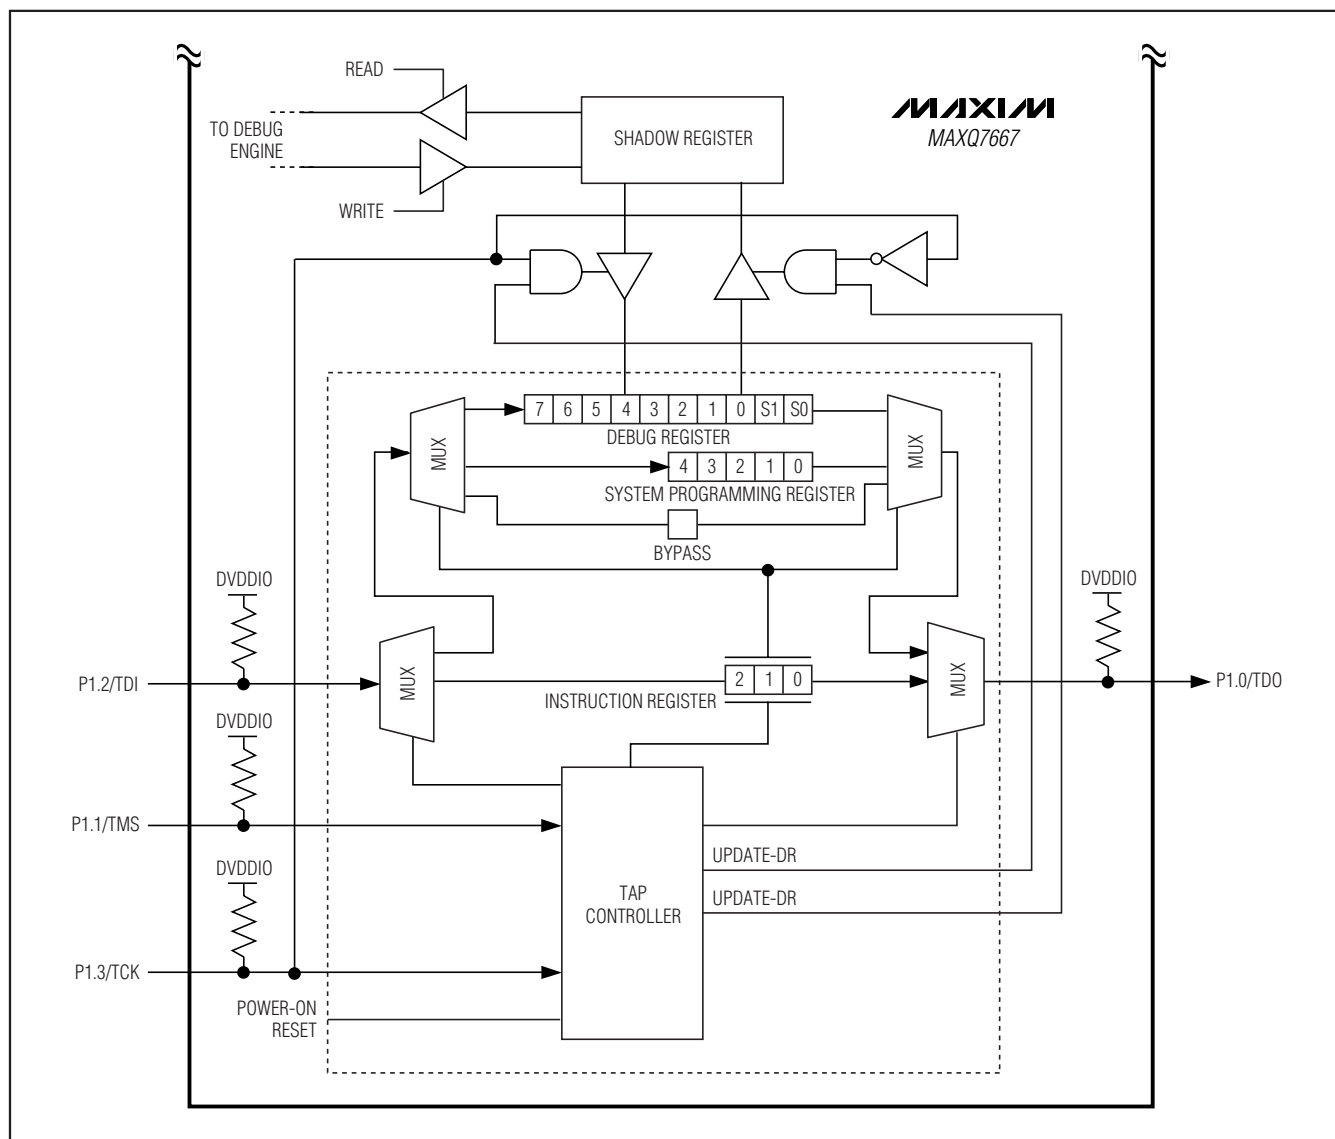 READ
TO DEBUG
ENGINE
WRITE
SHADOW REGISTER
MAXIM
MAXQ7667
MUX
7 6 5 4 3 2 1 0 S1 S0
DEBUG REGISTER
4 3 2 1 0
SYSTEM PROGRAMMING REGISTER
BYPASS
MUX
DVDDIO
DVDDIO
P1.2/TDI
MUX
2 1 0
INSTRUCTION REGISTER
MUX
P1.0/TDO
DVDDIO
P1.1/TMS
UPDATE-DR
UPDATE-DR
DVDDIO
TAP
CONTROLLER
P1.3/TCK
POWER-ON
RESET